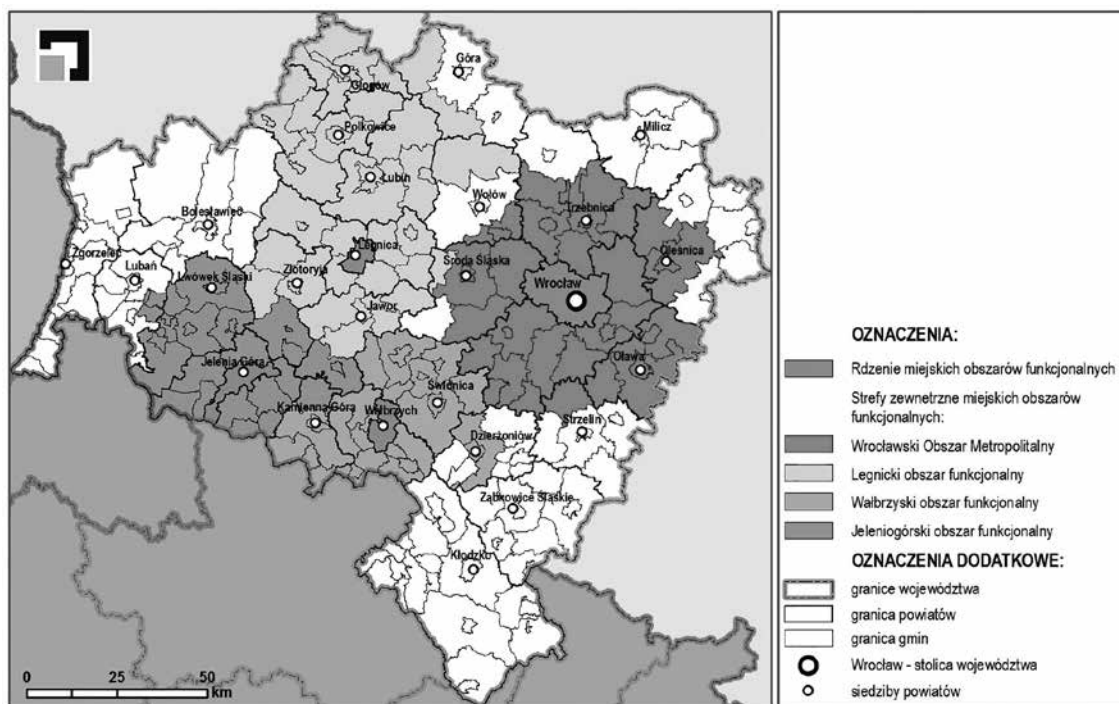 Góra
Głogów
Milicz
Polkowice
Lubin
Wołów
Trzebnica
Bolesławiec
Oleśnica
Legnica
Środa Śląska
Zgorzelec
Lubań
Lwówek Śląski
Złotoryja
Wrocław
Jawor
Oława
Jelenia Góra
Świdnica
Kamienna Góra
Wałbrzych
Strzelin
Dzierżoniów
Ząbkowice Śląskie
Kłodzko
0 25 50
km
OZNACZENIA:
Rdzenie miejskich obszarów funkcjonalnych
Strefy zewnetrzne miejskich obszarów
funkcjonalnych:
Wrocławski Obszar Metropolitalny
Legnicki obszar funkcjonalny
Wałbrzyski obszar funkcjonalny
Jeleniogórski obszar funkcjonalny
OZNACZENIA DODATKOWE:
granice województwa
granica powiatów
granica gmin
Wrocław - stolica województwa
siedziby powiatów